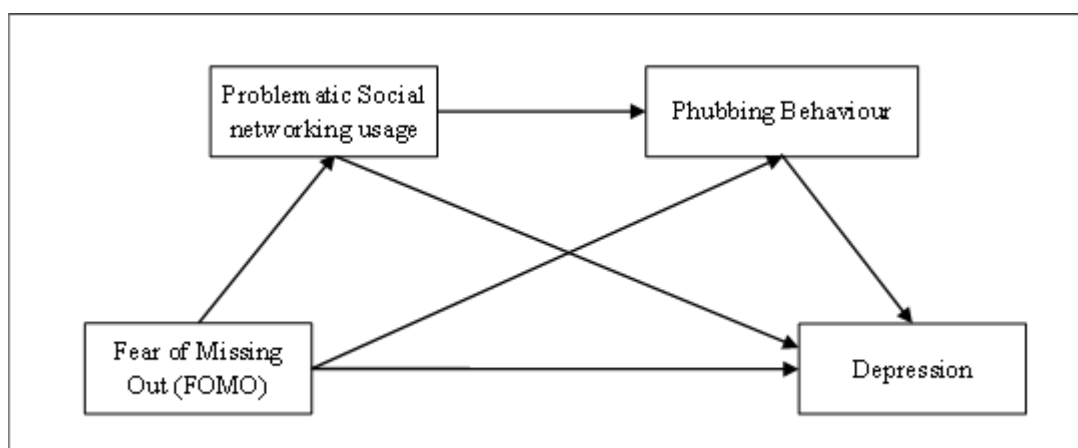 Problematic Social
networking usage
Phubbing Behaviour
Fear of Missing
Out (FOMO)
Depression